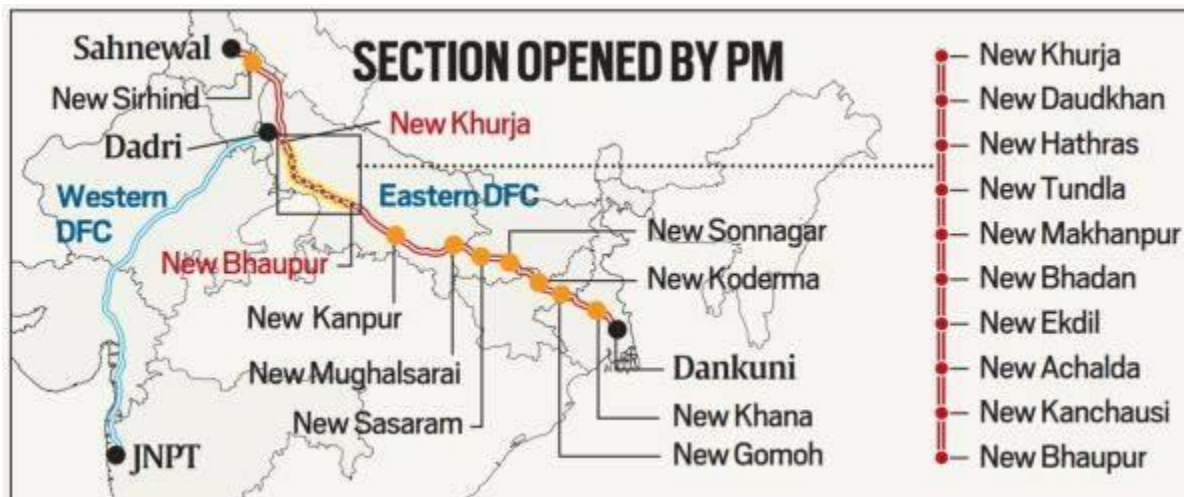 SECTION OPENED BY PM
Sahnewal
New Sirhind
Dadri
New Khurja
Western
DFC
Eastern DFC
New Bhaupur
New Sonnagar
New Koderma
New Kanpur
New Mughalsarai
New Sasaram
Dankuni
New Khana
New Gomoh
JNPT
New Khurja
New Daudkhan
New Hathras
New Tundla
New Makhanpur
New Bhadan
New Ekdil
New Achalda
New Kanchausi
New Bhaupur